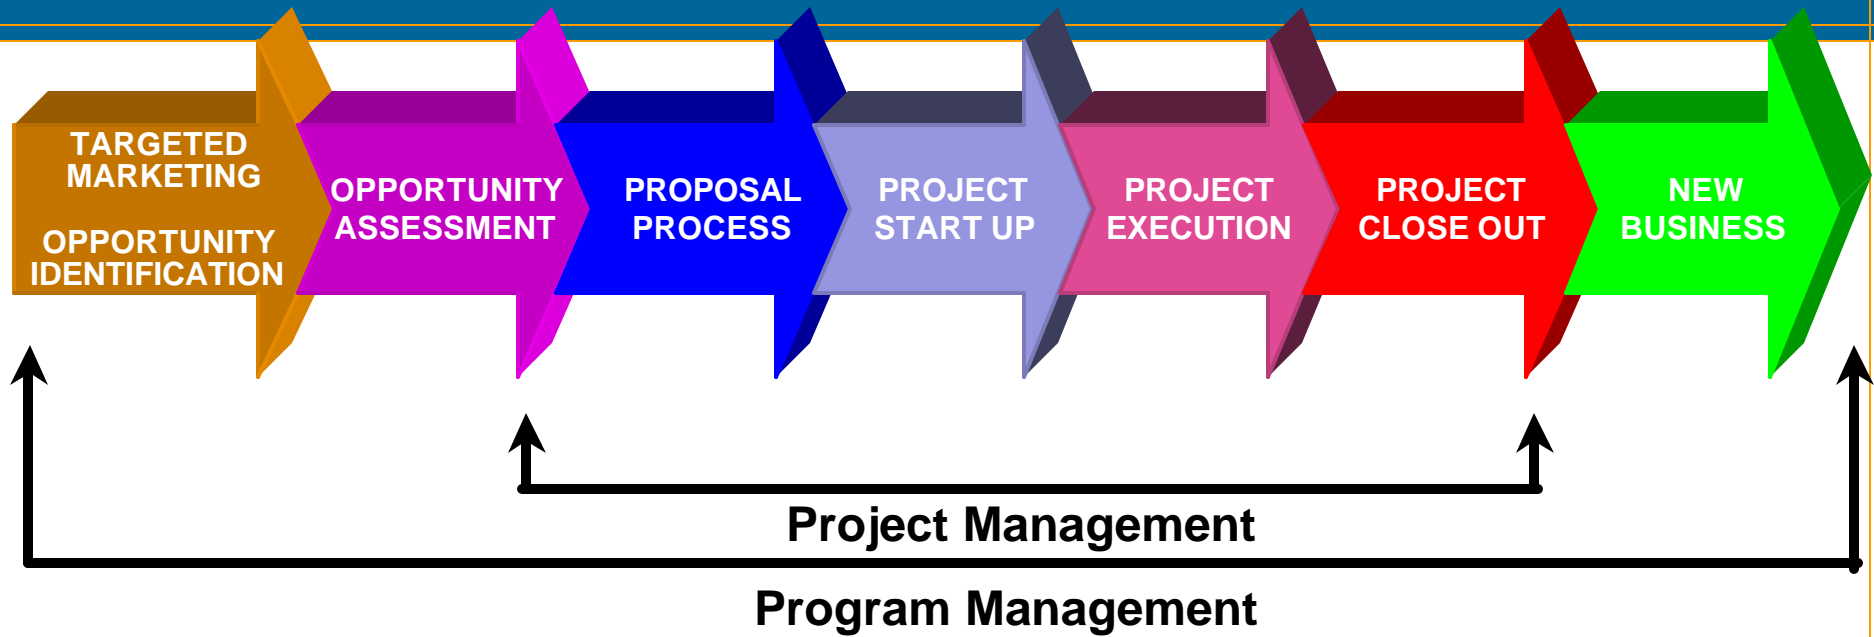 TARGETED
MARKETING
OPPORTUNITY
IDENTIFICATION
OPPORTUNITY
ASSESSMENT
PROPOSAL
PROCESS
PROJECT
START UP
PROJECT
EXECUTION
PROJECT
CLOSE OUT
NEW
BUSINESS
Project Management
Program Management